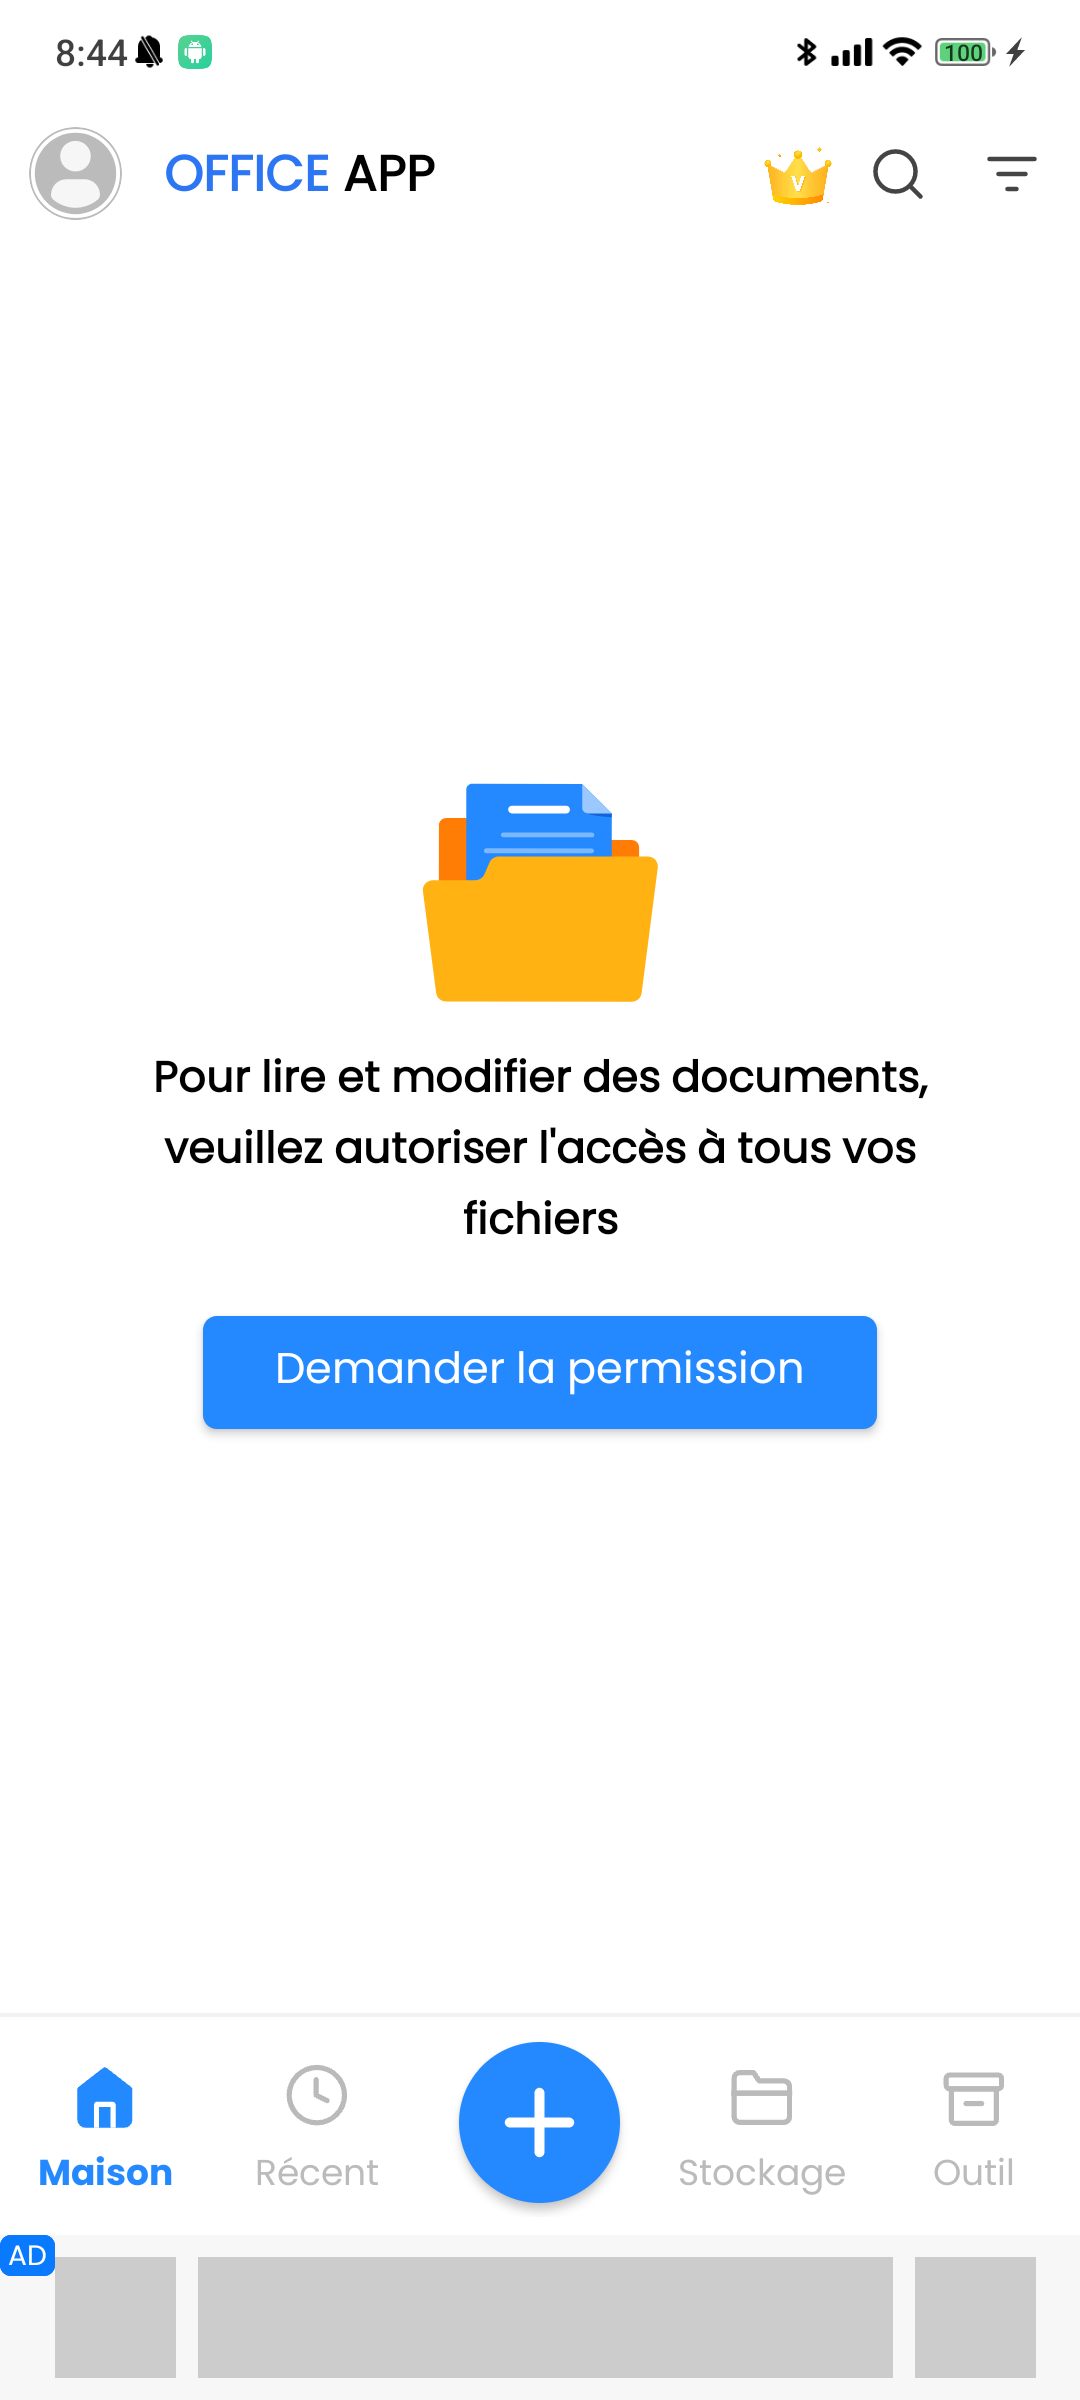 8:44
100
OFFICE APP
V
Pour lire et modifier des documents,
veuillez autoriser l'accès à tous vos
fichiers
Demander la permission
Maison
Récent
Stockage
Outil
AD